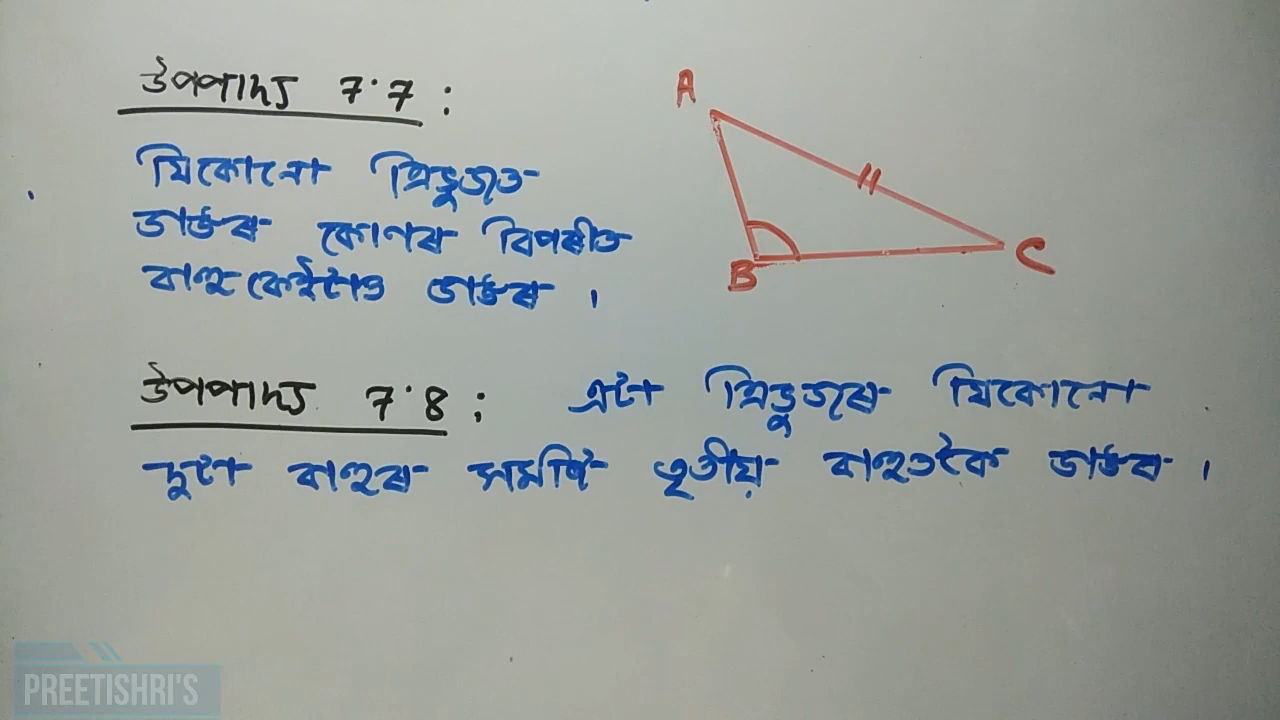 উপপাদ্য 7.7 :
যিকোনো ত্ৰিভুজত
ডাঙৰ কোণৰ বিপৰীত
বাহুকেইটাও ডাঙৰ ।
A
B
C
উপপাদ্য 7.8 : এটা ত্ৰিভুজৰ যিকোনো
দুটা বাহুৰ সমষ্টি তৃতীয় বাহুতকৈ ডাঙৰ ।
PREETISHRI'S